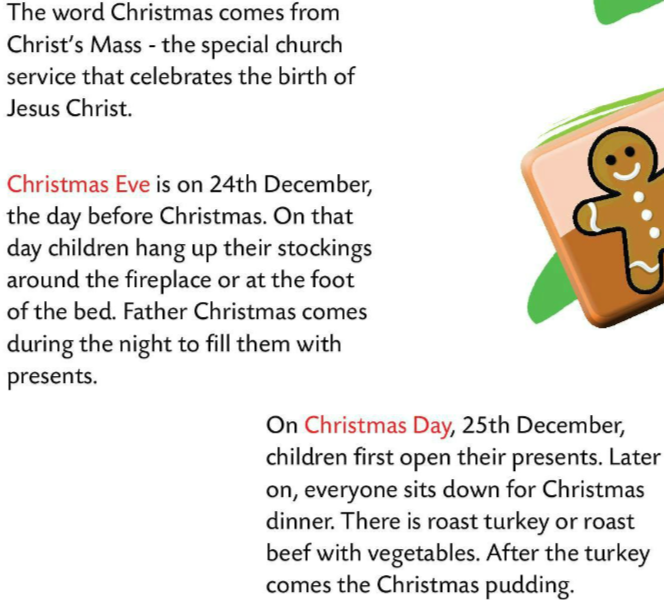 The word Christmas comes from
Christ's Mass - the special church
service that celebrates the birth of
Jesus Christ.
Christmas Eve is on 24th December,
the day before Christmas. On that
day children hang up their stockings
around the fireplace or at the foot
of the bed. Father Christmas comes
during the night to fill them with
presents.
On Christmas Day, 25th December,
children first open their presents. Later
on, everyone sits down for Christmas
dinner. There is roast turkey or roast
beef with vegetables. After the turkey
comes the Christmas pudding.